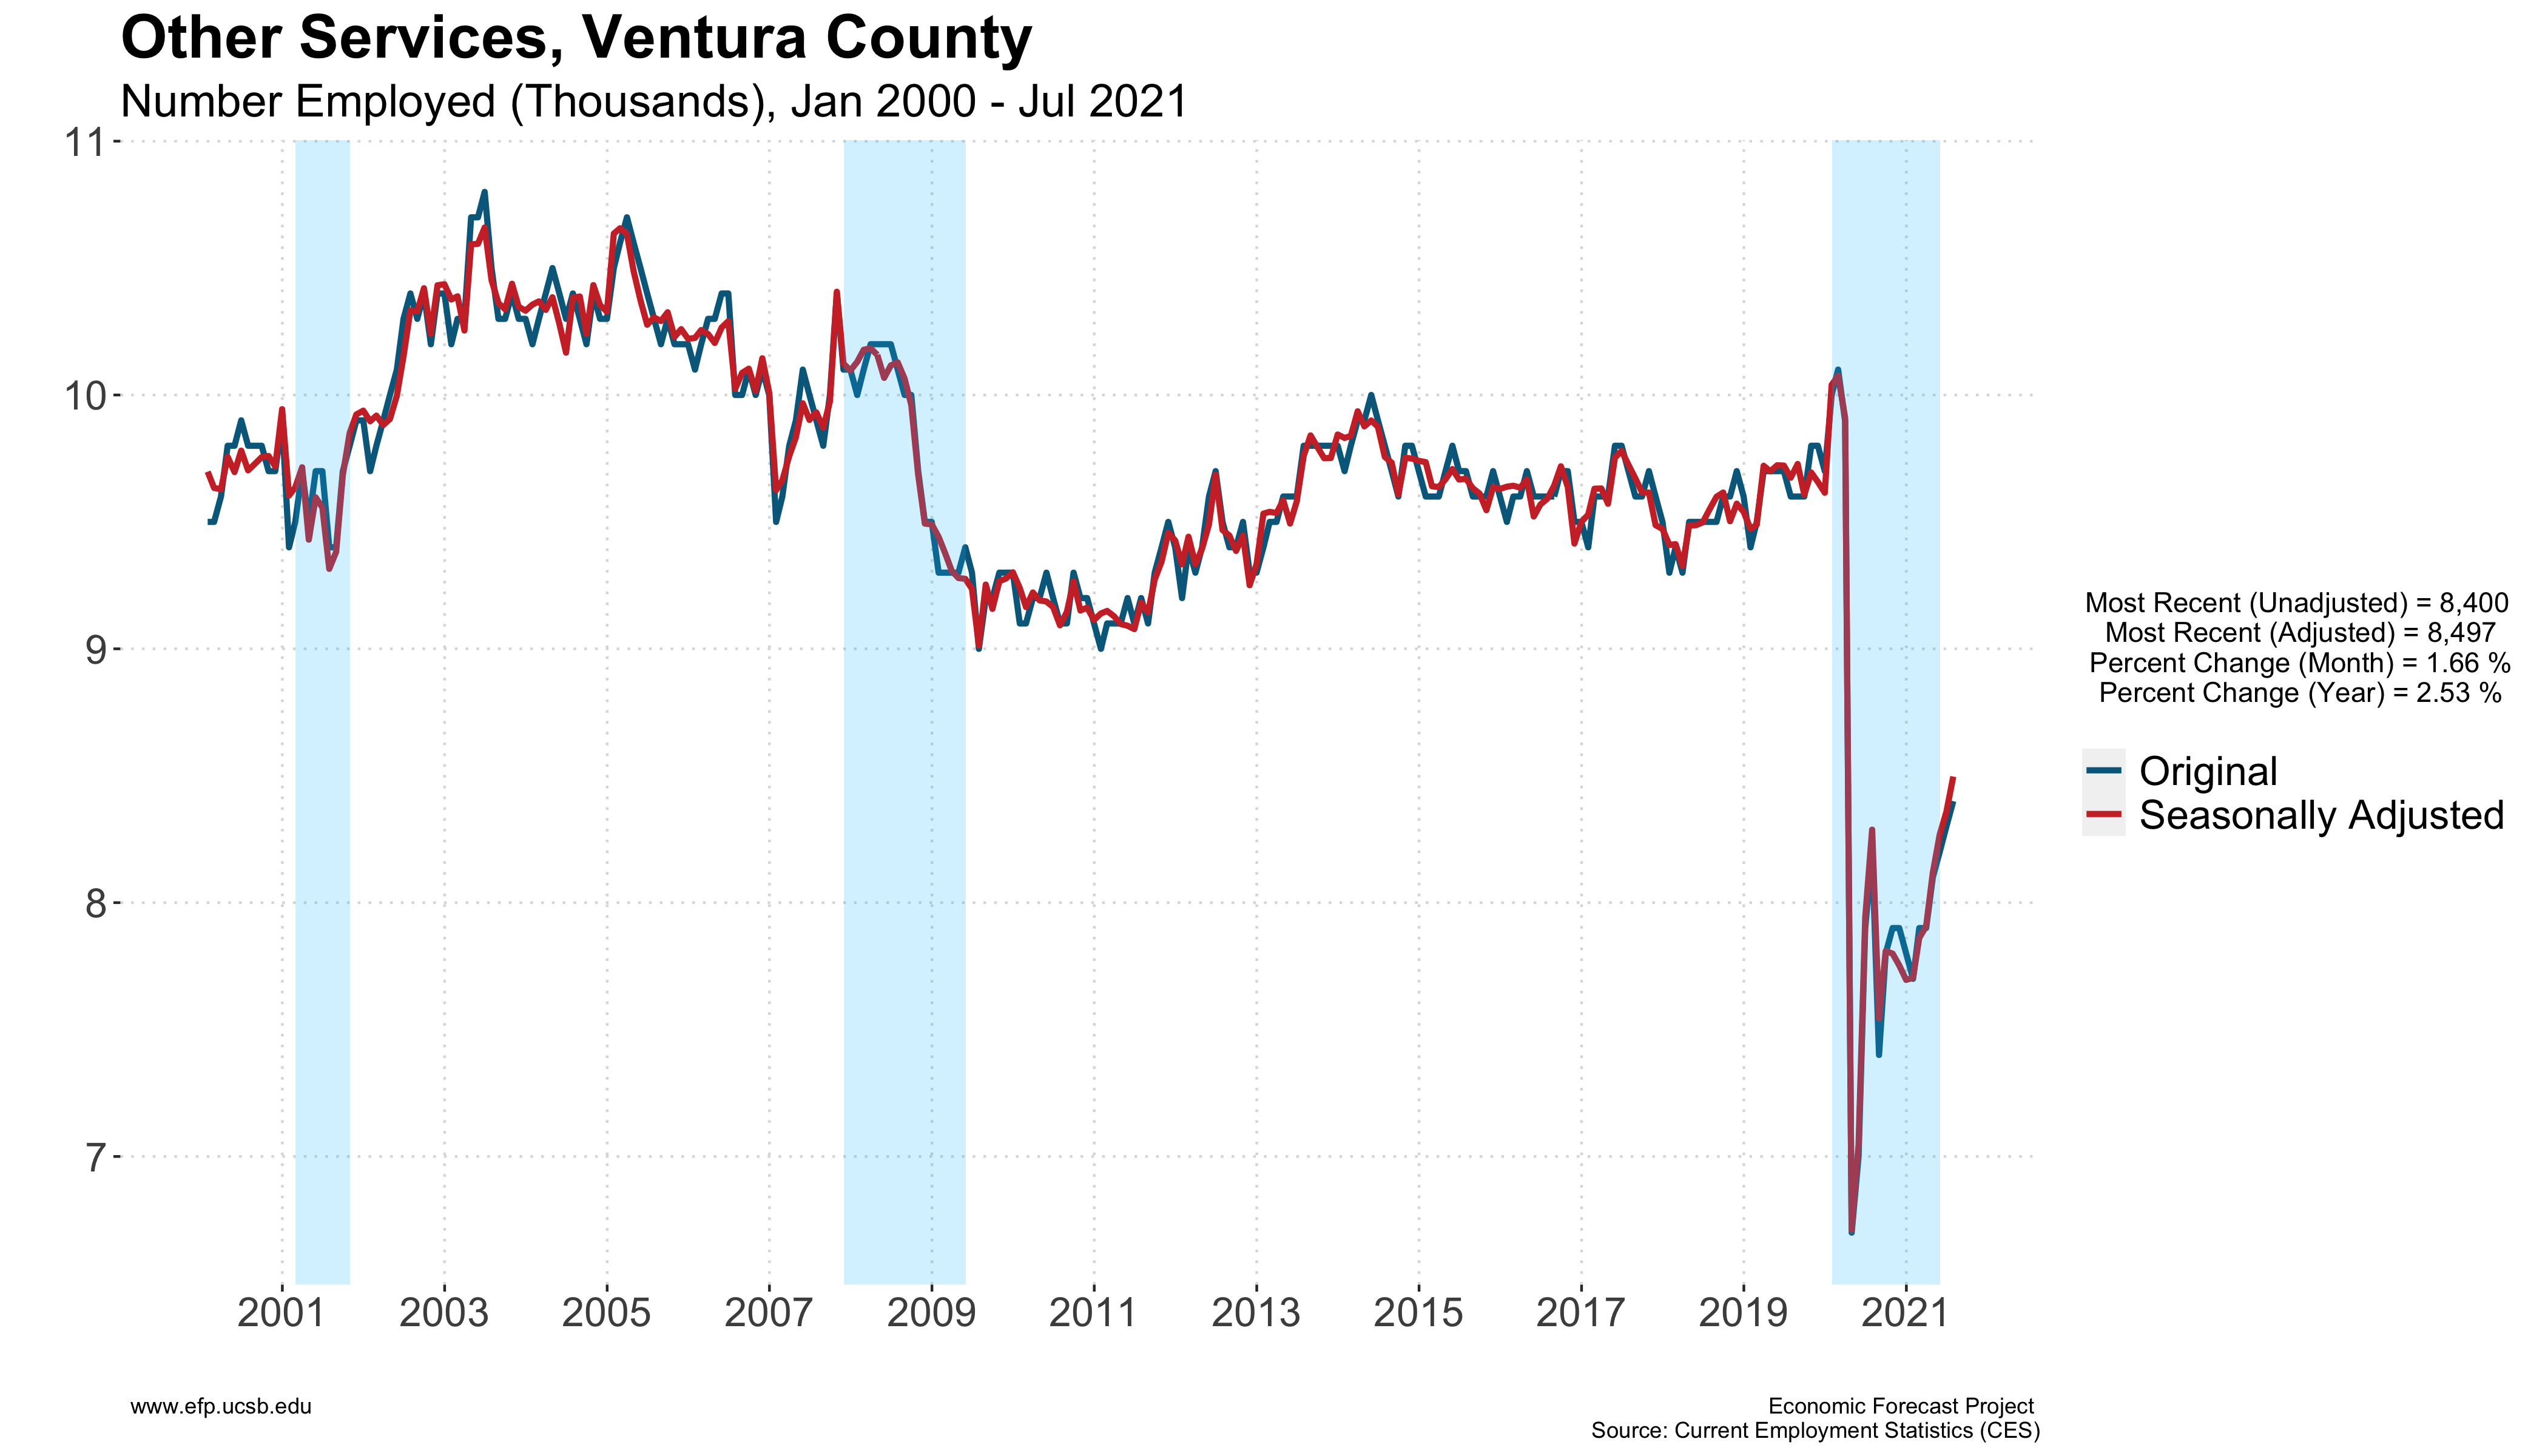 Other Services, Ventura County
Number Employed (Thousands), Jan 2000 - Jul 2021
11
10
9
8
7
2001 2003 2005 2007 2009 2011 2013 2015 2017 2019 2021
Most Recent (Unadjusted) = 8,400
Most Recent (Adjusted) = 8,497
Percent Change (Month) = 1.66 %
Percent Change (Year) = 2.53 %
Original
Seasonally Adjusted
www.efp.ucsb.edu
Economic Forecast Project
Source: Current Employment Statistics (CES)